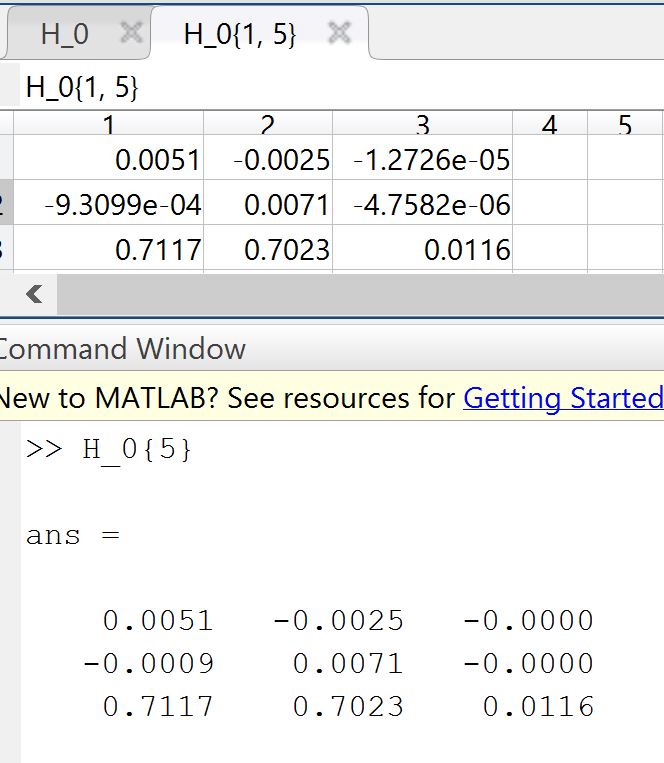 H_0 H_0{1, 5}
H_0{1, 5}
1 2 3 4 5
0.0051 -0.0025 -1.2726e-05
2 -9.3099e-04 0.0071 -4.7582e-06
3 0.7117 0.7023 0.0116
Command Window
New to MATLAB? See resources for Getting Started
>> H_0{5}
ans =
0.0051 -0.0025 -0.0000
-0.0009 0.0071 -0.0000
0.7117 0.7023 0.0116